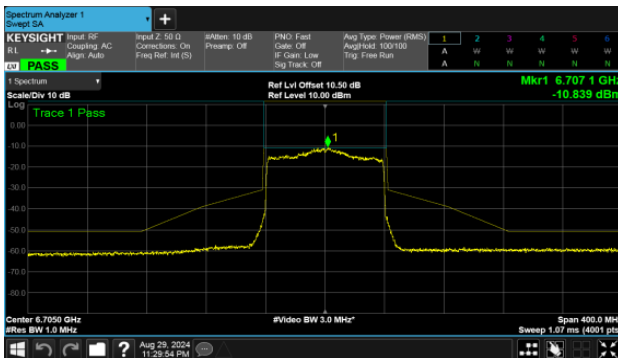 Spectrum Analyzer 1
Swept SA
KEYSIGHT
R L
LXI PASS
Input: RF
Coupling: AC
Align: Auto
Input Z: 50 Ω
Corrections: On
Freq Ref: Int (S)
#Atten: 10 dB
Preamp: Off
PNO: Fast
Gate: Off
IF Gain: Low
Sig Track: Off
Avg Type: Power (RMS)
Avg|Hold: 100/100
Trig: Free Run
1 2 3 4 5 6
A W W W W W
A N N N N N
1 Spectrum
Scale/Div 10 dB
Ref Lvl Offset 10.50 dB
Ref Level 10.00 dBm
Mkr1 6.707 1 GHz
-10.839 dBm
Log
Trace 1 Pass
1
0.00
-10.0
-20.0
-30.0
-40.0
-50.0
-60.0
-70.0
-80.0
Center 6.7050 GHz
#Res BW 1.0 MHz
#Video BW 3.0 MHz*
Span 400.0 MHz
Sweep 1.07 ms (4001 pts)
?
Aug 29, 2024
11:29:54 PM